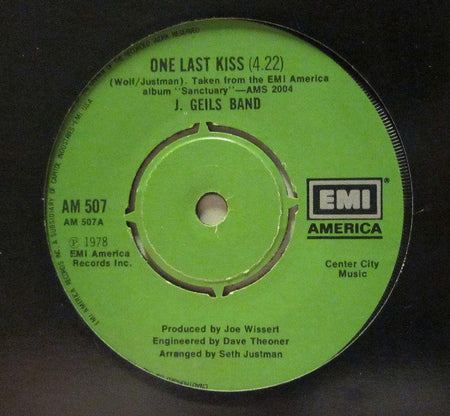 ONE LAST KISS (4.22)
(Wolf/Justman). Taken from the EMI America
album "Sanctuary"—AMS 2004
J. GEILS BAND
AM 507
AM 507A
Ⓟ 1978
EMI America
Records Inc.
EMI
AMERICA
Center City
Music
Produced by Joe Wissert
Engineered by Dave Theoner
Arranged by Seth Justman